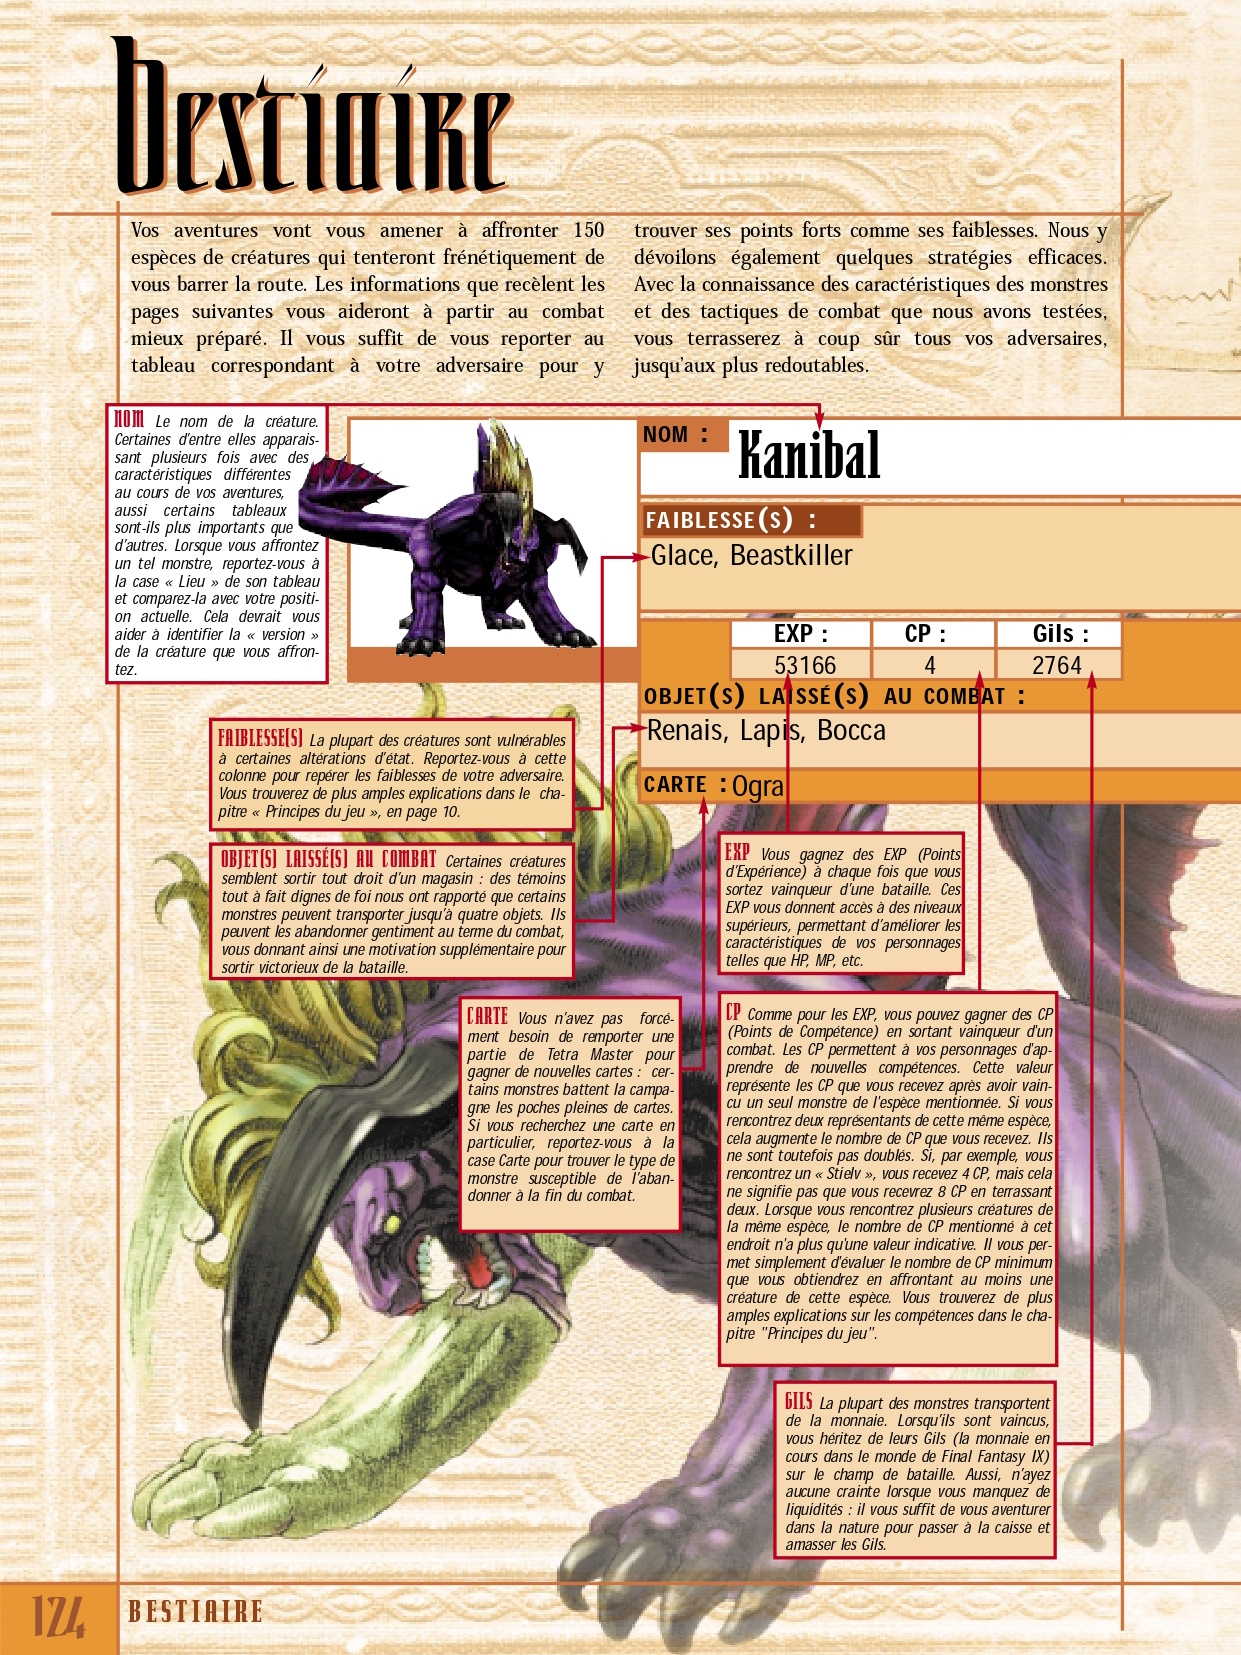 Bestiaire
Vos aventures vont vous amener à affronter 150
espèces de créatures qui tenteront frénétiquement de
vous barrer la route. Les informations que recèlent les
pages suivantes vous aideront à partir au combat
mieux préparé. Il vous suffit de vous reporter au
tableau correspondant à votre adversaire pour y
trouver ses points forts comme ses faiblesses. Nous y
dévoilons également quelques stratégies efficaces.
Avec la connaissance des caractéristiques des monstres
et des tactiques de combat que nous avons testées,
vous terrasserez à coup sûr tous vos adversaires,
jusqu'aux plus redoutables.
NOM Le nom de la créature.
Certaines d'entre elles apparais-
sant plusieurs fois avec des
caractéristiques différentes
au cours de vos aventures,
aussi certains tableaux
sont-ils plus importants que
d'autres. Lorsque vous affrontez
un tel monstre, reportez-vous à
la case « Lieu » de son tableau
et comparez-la avec votre positi-
on actuelle. Cela devrait vous
aider à identifier la « version »
de la créature que vous affron-
tez.
NOM :
Kanibal
FAIBLESSE(S) :
Glace, Beastkiller
EXP : CP : Gils :
53166 4 2764
OBJET(S) LAISSÉ(S) AU COMBAT :
Renais, Lapis, Bocca
CARTE : Ogra
FAIBLESSE(S) La plupart des créatures sont vulnérables
à certaines altérations d'état. Reportez-vous à cette
colonne pour repérer les faiblesses de votre adversaire.
Vous trouverez de plus amples explications dans le cha-
pitre « Principes du jeu », en page 10.
OBJET(S) LAISSÉ(S) AU COMBAT Certaines créatures
semblent sortir tout droit d'un magasin : des témoins
tout à fait dignes de foi nous ont rapporté que certains
monstres peuvent transporter jusqu'à quatre objets. Ils
peuvent les abandonner gentiment au terme du combat,
vous donnant ainsi une motivation supplémentaire pour
sortir victorieux de la bataille.
EXP Vous gagnez des EXP (Points
d'Expérience) à chaque fois que vous
sortez vainqueur d'une bataille. Ces
EXP vous donnent accès à des niveaux
supérieurs, permettant d'améliorer les
caractéristiques de vos personnages
telles que HP, MP, etc.
CARTE Vous n'avez pas forcé-
ment besoin de remporter une
partie de Tetra Master pour
gagner de nouvelles cartes : cer-
tains monstres battent la campa-
gne les poches pleines de cartes.
Si vous recherchez une carte en
particulier, reportez-vous à la
case Carte pour trouver le type de
monstre susceptible de l'aban-
donner à la fin du combat.
CP Comme pour les EXP, vous pouvez gagner des CP
(Points de Compétence) en sortant vainqueur d'un
combat. Les CP permettent à vos personnages d'ap-
prendre de nouvelles compétences. Cette valeur
représente les CP que vous recevez après avoir vain-
cu un seul monstre de l'espèce mentionnée. Si vous
rencontrez deux représentants de cette même espèce,
cela augmente le nombre de CP que vous recevez. Ils
ne sont toutefois pas doublés. Si, par exemple, vous
rencontrez un « Stielv », vous recevez 4 CP, mais cela
ne signifie pas que vous recevrez 8 CP en terrassant
deux. Lorsque vous rencontrez plusieurs créatures de
la même espèce, le nombre de CP mentionné à cet
endroit n'a plus qu'une valeur indicative. Il vous per-
met simplement d'évaluer le nombre de CP minimum
que vous obtiendrez en affrontant au moins une
créature de cette espèce. Vous trouverez de plus
amples explications sur les compétences dans le cha-
pitre "Principes du jeu".
GILS La plupart des monstres transportent
de la monnaie. Lorsqu'ils sont vaincus,
vous héritez de leurs Gils (la monnaie en
cours dans le monde de Final Fantasy IX)
sur le champ de bataille. Aussi, n'ayez
aucune crainte lorsque vous manquez de
liquidités : il vous suffit de vous aventurer
dans la nature pour passer à la caisse et
amasser les Gils.
124 BESTIAIRE